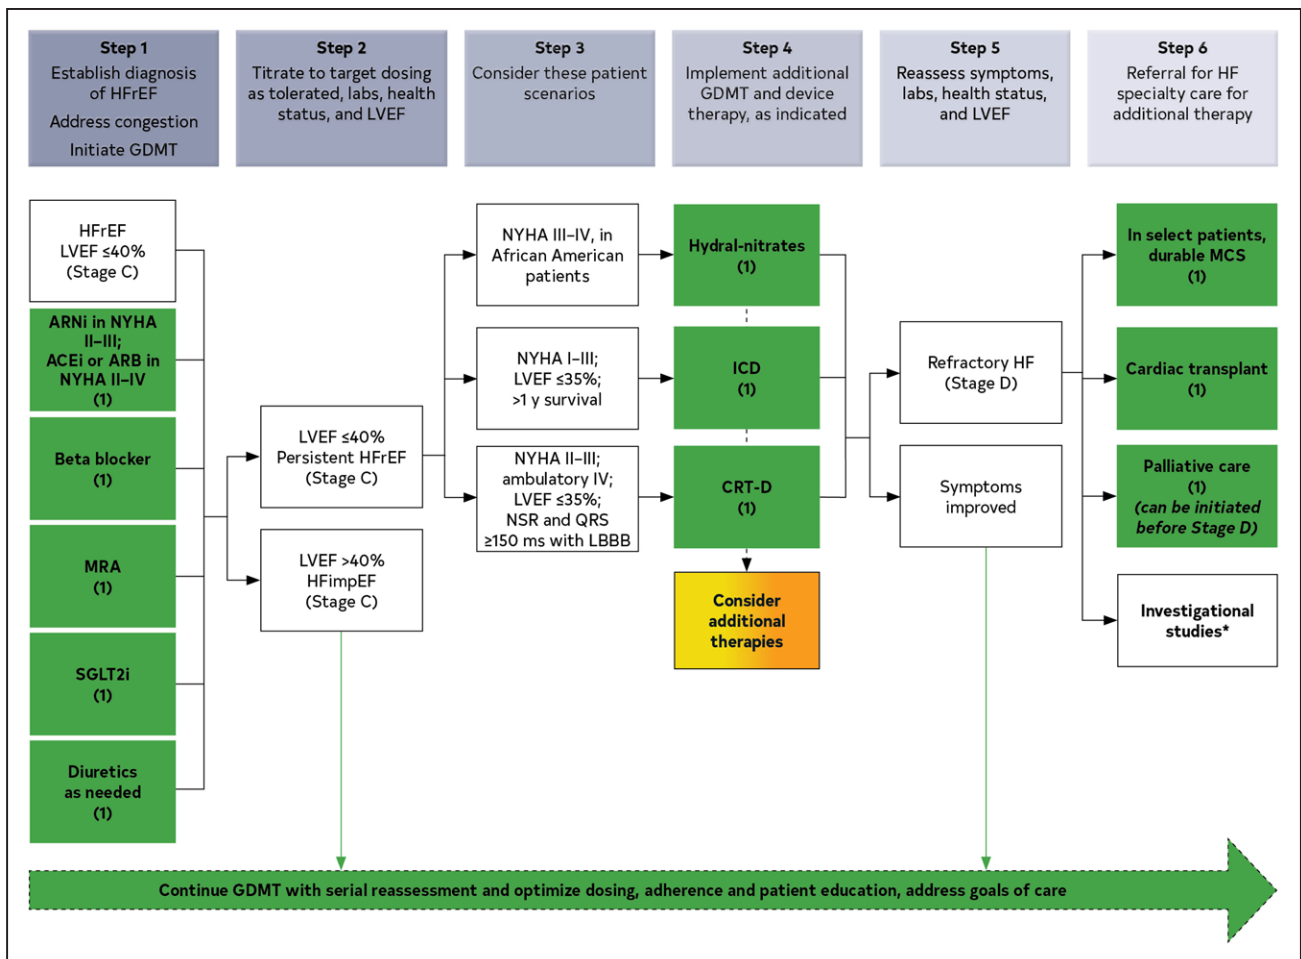 Step 1
Establish diagnosis
of HFrEF
Address congestion
Initiate GDMT
Step 2
Titrate to target dosing
as tolerated, labs, health
status, and LVEF
Step 3
Consider these patient
scenarios
Step 4
Implement additional
GDMT and device
therapy, as indicated
Step 5
Reassess symptoms,
labs, health status,
and LVEF
Step 6
Referral for HF
specialty care for
additional therapy
HFrEF
LVEF ≤40%
(Stage C)
ARNi in NYHA
II–III;
ACEi or ARB in
NYHA II–IV
(1)
Beta blocker
(1)
MRA
(1)
SGLT2i
(1)
Diuretics
as needed
(1)
LVEF ≤40%
Persistent HFrEF
(Stage C)
LVEF >40%
HFimpEF
(Stage C)
NYHA III–IV, in
African American
patients
NYHA I–III;
LVEF ≤35%;
>1 y survival
NYHA II–III;
ambulatory IV;
LVEF ≤35%;
NSR and QRS
≥150 ms with LBBB
Hydral-nitrates
(1)
ICD
(1)
CRT-D
(1)
Consider
additional
therapies
Refractory HF
(Stage D)
Symptoms
improved
In select patients,
durable MCS
(1)
Cardiac transplant
(1)
Palliative care
(1)
(can be initiated
before Stage D)
Investigational
studies*
Continue GDMT with serial reassessment and optimize dosing, adherence and patient education, address goals of care